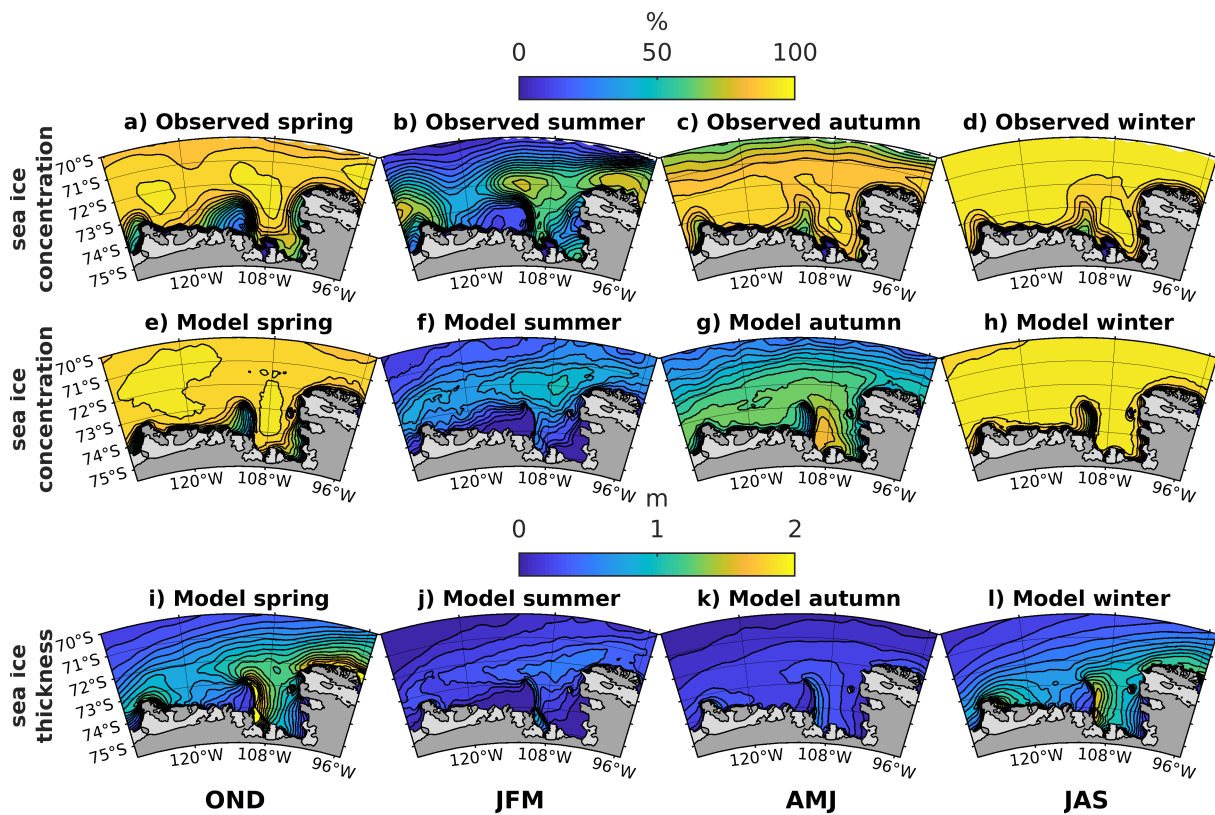 %
0 50 100
a) Observed spring b) Observed summer c) Observed autumn d) Observed winter
sea ice
concentration
70°S
71°S
72°S
73°S
74°S
75°S
120°W 108°W 96°W 120°W 108°W 96°W 120°W 108°W 96°W 120°W 108°W 96°W
e) Model spring f) Model summer g) Model autumn h) Model winter
sea ice
concentration
70°S
71°S
72°S
73°S
74°S
75°S
120°W 108°W 96°W 120°W 108°W 96°W 120°W 108°W 96°W 120°W 108°W 96°W
m
0 1 2
i) Model spring j) Model summer k) Model autumn l) Model winter
sea ice
thickness
70°S
71°S
72°S
73°S
74°S
75°S
120°W 108°W 96°W 120°W 108°W 96°W 120°W 108°W 96°W 120°W 108°W 96°W
OND JFM AMJ JAS